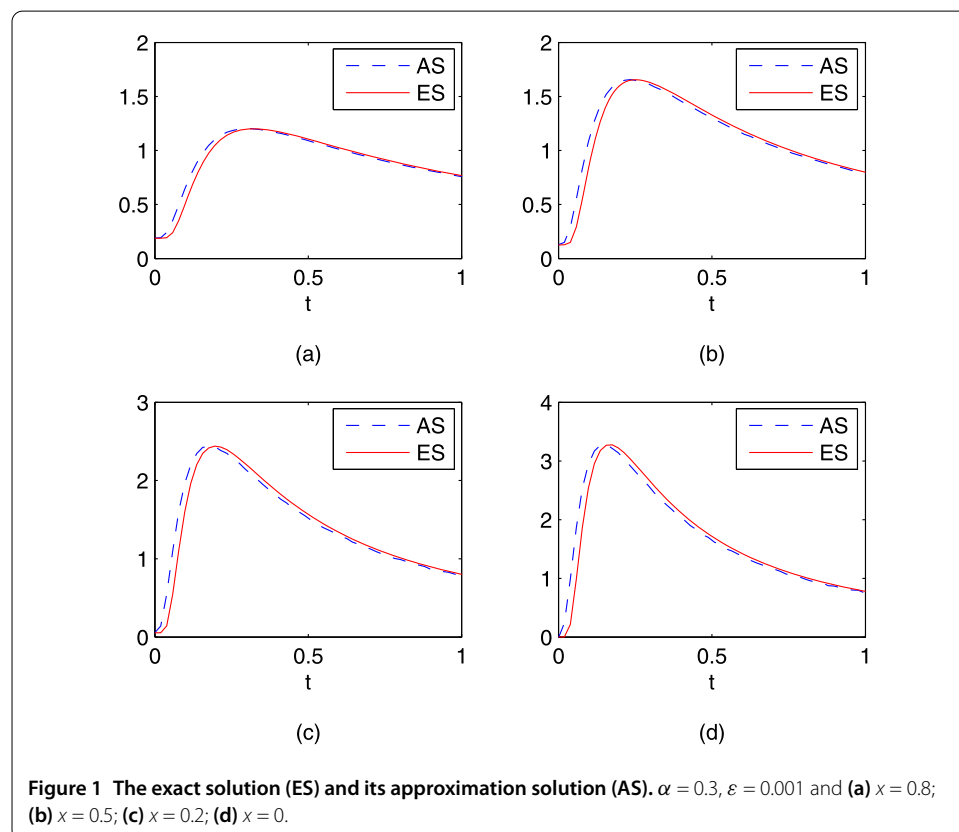 2
1.5
1
0.5
0
0
0.5
1
t
AS
ES
(a)
2
1.5
1
0.5
0
0
0.5
1
t
AS
ES
(b)
3
2
1
0
0
0.5
1
t
AS
ES
(c)
4
3
2
1
0
0
0.5
1
t
AS
ES
(d)
Figure 1 The exact solution (ES) and its approximation solution (AS). α = 0.3, ε = 0.001 and (a) x = 0.8;
(b) x = 0.5; (c) x = 0.2; (d) x = 0.